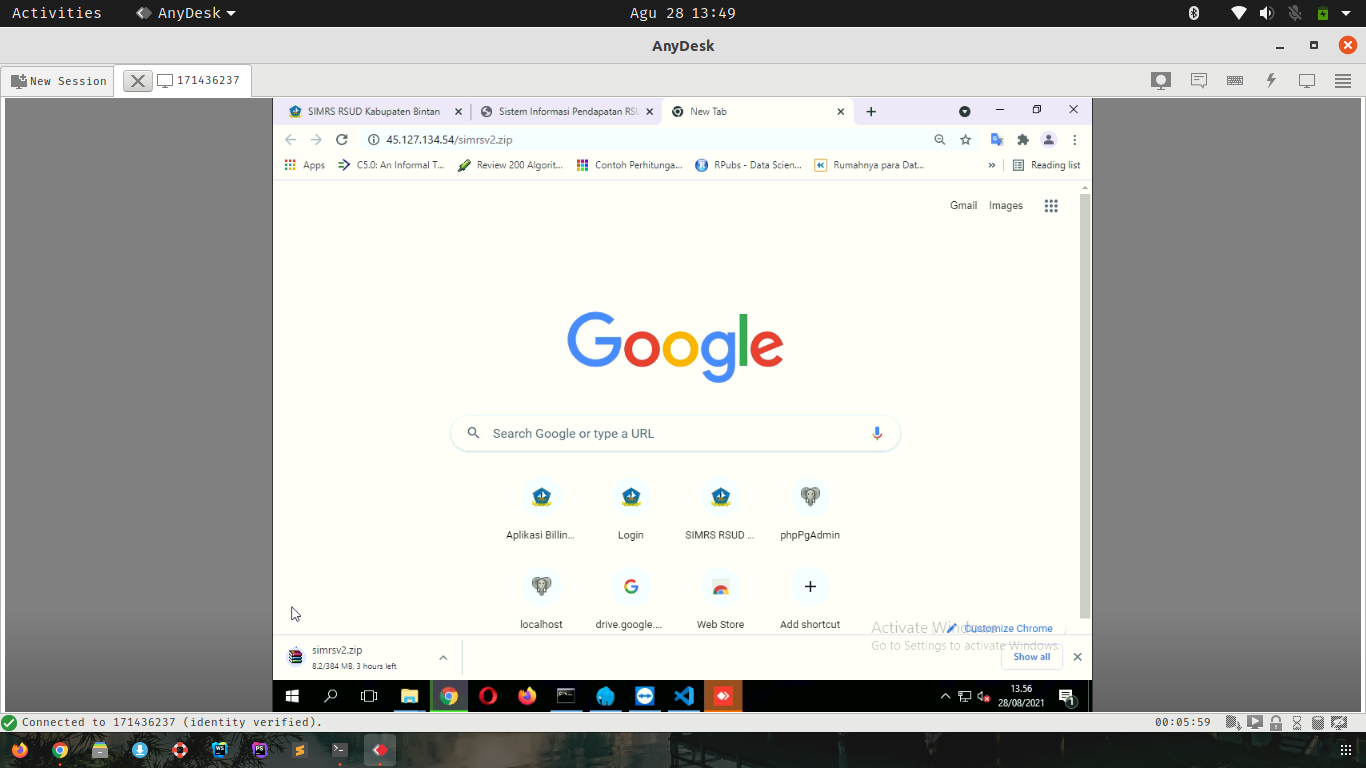 Activities
AnyDesk
Agu 28 13:49
AnyDesk
New Session
171436237
SIMRS RSUD Kabupaten Bintan
Sistem Informasi Pendapatan RSU
New Tab
45.127.134.54/simrsv2.zip
Apps
C5.0: An Informal T...
Review 200 Algorit...
Contoh Perhitunga...
RPubs - Data Scien...
Rumahnya para Dat...
»
Reading list
Gmail
Images
Google
Search Google or type a URL
Aplikasi Billin...
Login
SIMRS RSUD ...
phpPgAdmin
localhost
drive.google....
Web Store
Add shortcut
Activate Windows
Customize Chrome
Go to Settings to activate Windows.
simrsv2.zip
8.2/384 MB, 3 hours left
Show all
13.56
28/08/2021
1
Connected to 171436237 (identity verified).
00:05:59
WS
PS